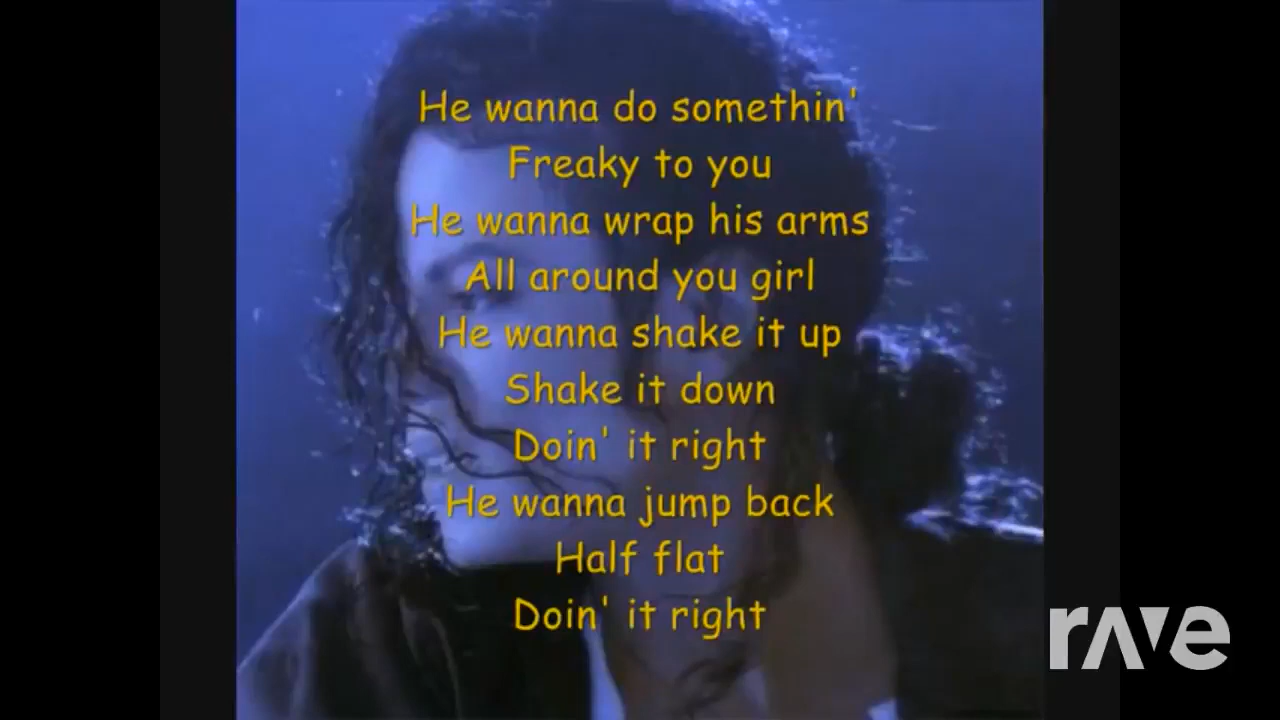 He wanna do somethin'
Freaky to you
He wanna wrap his arms
All around you girl
He wanna shake it up
Shake it down
Doin' it right
He wanna jump back
Half flat
Doin' it right
rave